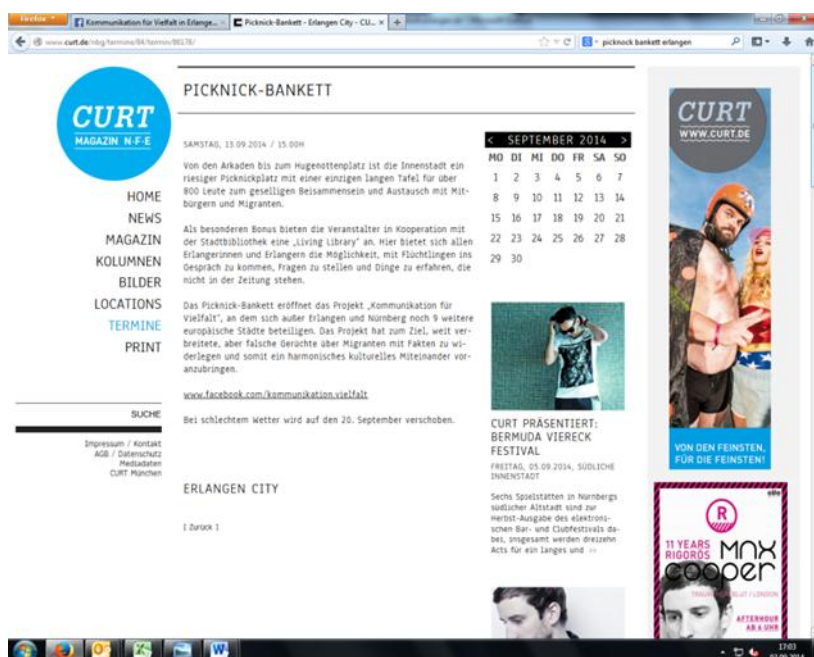 Firefox
Kommunikation für Vielfalt in Erlange...
Picknick-Bankett - Erlangen City - CU...
www.curt.de/nbg/termine/84/termin/86178/
picknock bankett erlangen
CURT
MAGAZIN N·F·E
HOME
NEWS
MAGAZIN
KOLUMNEN
BILDER
LOCATIONS
TERMINE
PRINT
SUCHE
Impressum / Kontakt
AGB / Datenschutz
Mediadaten
CURT München
PICKNICK-BANKETT
SAMSTAG, 13.09.2014 / 15.00H
Von den Arkaden bis zum Hugenottenplatz ist die Innenstadt ein
riesiger Picknickplatz mit einer einzigen langen Tafel für über
800 Leute zum geselligen Beisammensein und Austausch mit Mit-
bürgern und Migranten.
Als besonderen Bonus bieten die Veranstalter in Kooperation mit
der Stadtbibliothek eine „Living Library" an. Hier bietet sich allen
Erlangerinnen und Erlangern die Möglichkeit, mit Flüchtlingen ins
Gespräch zu kommen, Fragen zu stellen und Dinge zu erfahren, die
nicht in der Zeitung stehen.
Das Picknick-Bankett eröffnet das Projekt „Kommunikation für
Vielfalt", an dem sich außer Erlangen und Nürnberg noch 9 weitere
europäische Städte beteiligen. Das Projekt hat zum Ziel, weit ver-
breitete, aber falsche Gerüchte über Migranten mit Fakten zu wi-
derlegen und somit ein harmonisches kulturelles Miteinander vor-
anzubringen.
www.facebook.com/kommunikation.vielfalt
Bei schlechtem Wetter wird auf den 20. September verschoben.
ERLANGEN CITY
[ Zurück ]
< SEPTEMBER 2014 >
MO DI MI DO FR SA SO
1 2 3 4 5 6 7
8 9 10 11 12 13 14
15 16 17 18 19 20 21
22 23 24 25 26 27 28
29 30
CURT PRÄSENTIERT:
BERMUDA VIERECK
FESTIVAL
FREITAG, 05.09.2014, SÜDLICHE
INNENSTADT
Sechs Spielstätten in Nürnbergs
südlicher Altstadt sind zur
Herbst-Ausgabe des elektroni-
schen Bar- und Clubfestivals da-
bei, insgesamt werden dreizehn
Acts für ein langes und >>
CURT
WWW.CURT.DE
VON DEN FEINSTEN,
FÜR DIE FEINSTEN!
elite
R
11 YEARS
RIGORÖS
MAX
COOPER
AFTERHOUR
AB 6 UHR
17:03
02.09.2014